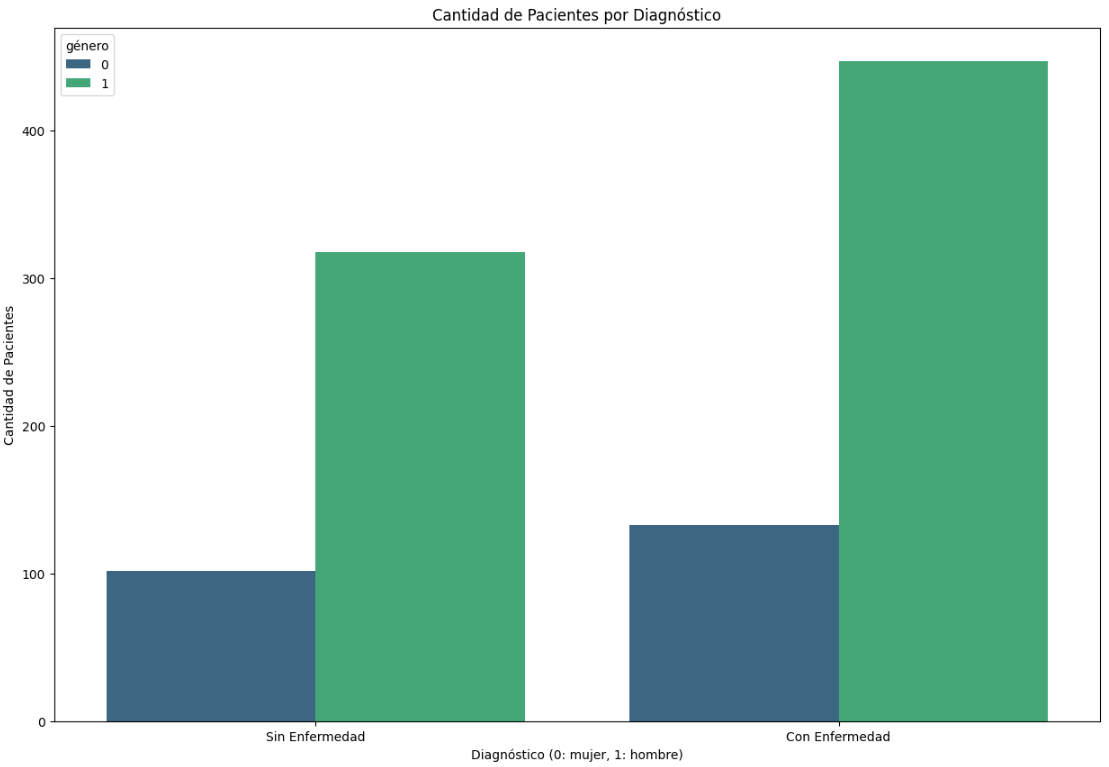 Cantidad de Pacientes por Diagnóstico
género
0
1
Cantidad de Pacientes
400
300
200
100
0
Sin Enfermedad
Con Enfermedad
Diagnóstico (0: mujer, 1: hombre)